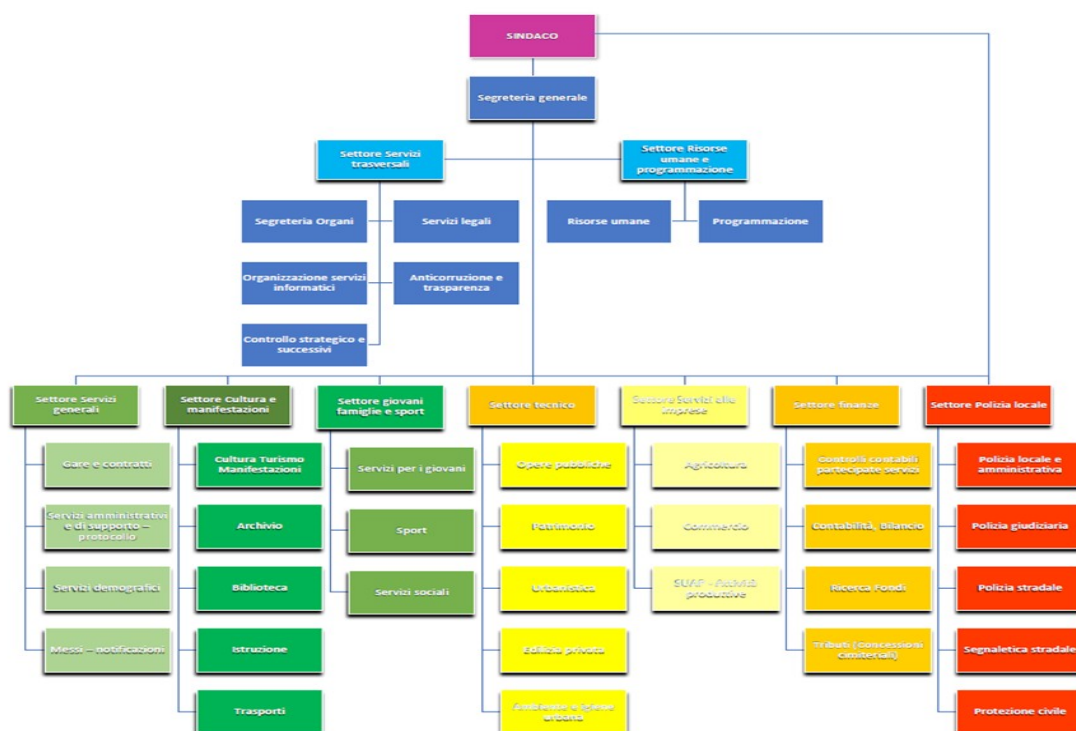 SINDACO
Segreteria generale
Settore Servizi
trasversali
Settore Risorse
umane e
programmazione
Segreteria Organi
Servizi legali
Risorse umane
Programmazione
Organizzazione servizi
informatici
Anticorruzione e
trasparenza
Controllo strategico e
successivi
Settore Servizi
generali
Gare e contratti
Servizi amministrativi
e di supporto –
protocollo
Servizi demografici
Messi – notificazioni
Settore Cultura e
manifestazioni
Cultura Turismo
Manifestazioni
Archivio
Biblioteca
Istruzione
Trasporti
Settore giovani
famiglie e sport
Servizi per i giovani
Sport
Servizi sociali
Settore tecnico
Opere pubbliche
Patrimonio
Urbanistica
Edilizia privata
Ambiente e igiene
urbana
Settore Servizi alle
imprese
Agricoltura
Commercio
SUAP - Attività
produttive
Settore finanze
Controlli contabili
partecipate servizi
Contabilità, Bilancio
Ricerca Fondi
Tributi (concessioni
cimiteriali)
Settore Polizia locale
Polizia locale e
amministrativa
Polizia giudiziaria
Polizia stradale
Segnaletica stradale
Protezione civile